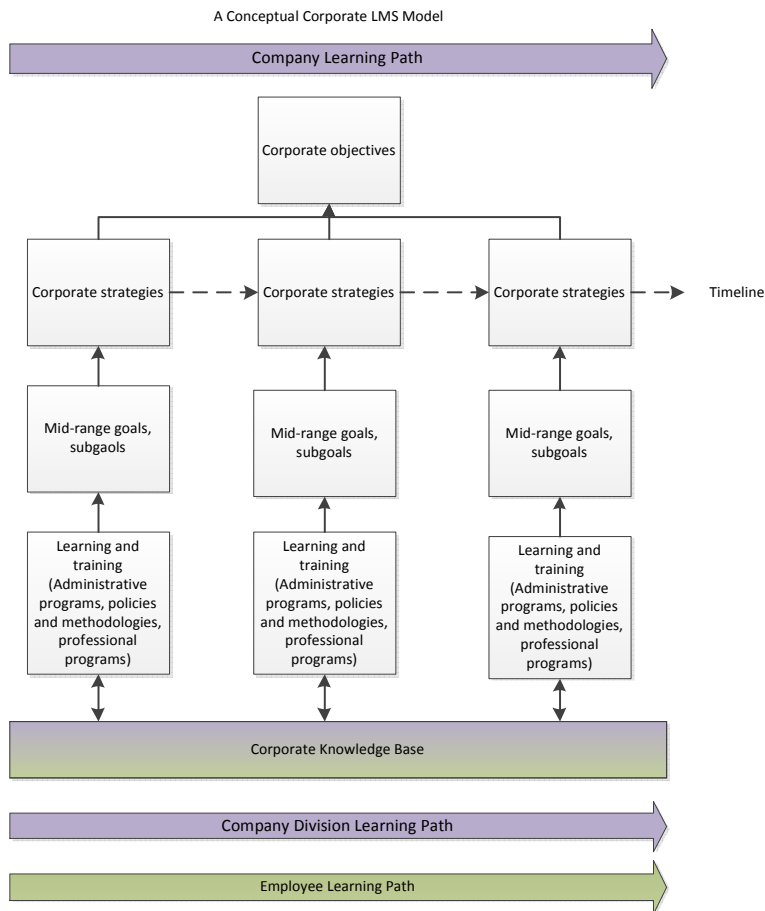 A Conceptual Corporate LMS Model
Company Learning Path
Corporate objectives
Corporate strategies
Corporate strategies
Corporate strategies
Timeline
Mid-range goals,
subgaols
Mid-range goals,
subgoals
Mid-range goals,
subgoals
Learning and
training
(Administrative
programs, policies
and methodologies,
professional
programs)
Learning and
training
(Administrative
programs, policies
and methodologies,
professional
programs)
Learning and
training
(Administrative
programs, policies
and methodologies,
professional
programs)
Corporate Knowledge Base
Company Division Learning Path
Employee Learning Path